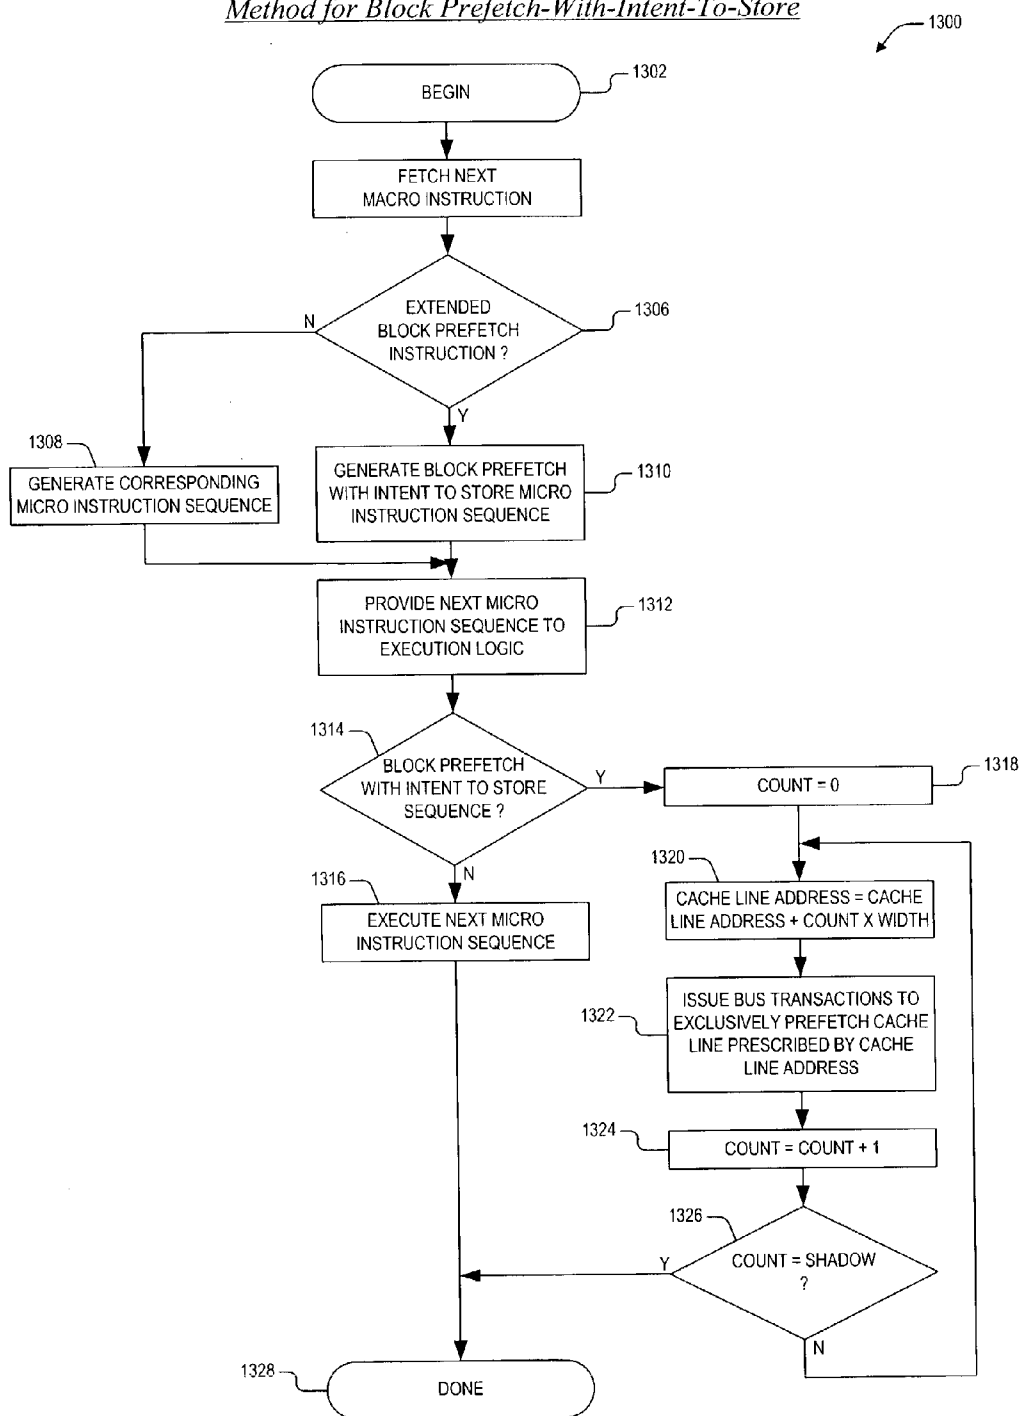 Method for Block Prefetch-With-Intent-To-Store
1300
BEGIN
1302
FETCH NEXT
MACRO INSTRUCTION
EXTENDED
BLOCK PREFETCH
INSTRUCTION ?
1306
N
Y
1308
GENERATE CORRESPONDING
MICRO INSTRUCTION SEQUENCE
GENERATE BLOCK PREFETCH
WITH INTENT TO STORE MICRO
INSTRUCTION SEQUENCE
1310
PROVIDE NEXT MICRO
INSTRUCTION SEQUENCE TO
EXECUTION LOGIC
1312
1314
BLOCK PREFETCH
WITH INTENT TO STORE
SEQUENCE ?
Y
N
COUNT = 0
1318
1316
EXECUTE NEXT MICRO
INSTRUCTION SEQUENCE
1320
CACHE LINE ADDRESS = CACHE
LINE ADDRESS + COUNT X WIDTH
1322
ISSUE BUS TRANSACTIONS TO
EXCLUSIVELY PREFETCH CACHE
LINE PRESCRIBED BY CACHE
LINE ADDRESS
1324
COUNT = COUNT + 1
1326
COUNT = SHADOW
?
Y
N
1328
DONE